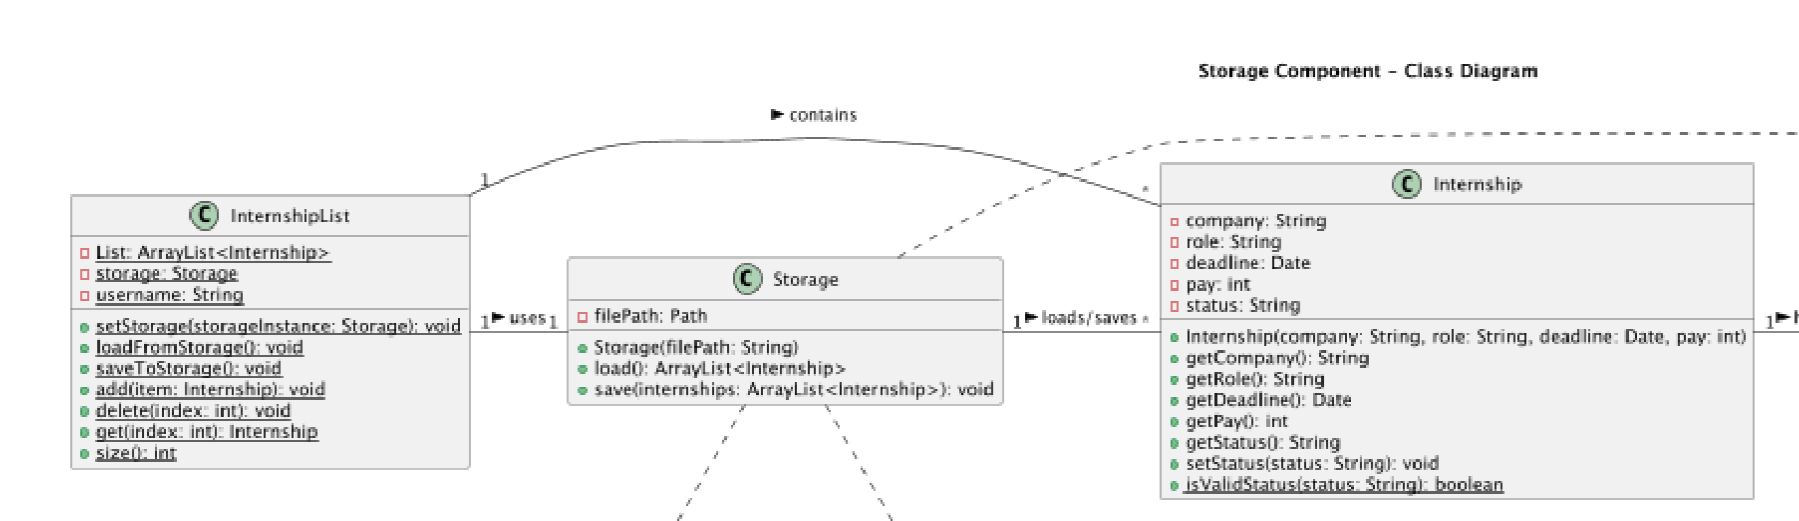 Storage Component - Class Diagram
► contains
1
*
C InternshipList
List: ArrayList<Internship>
storage: Storage
username: String
setStorage(storageInstance: Storage): void
loadFromStorage(): void
saveToStorage(): void
add(item: Internship): void
delete(index: int): void
get(index: int): Internship
size(): int
1 ► uses 1
C Storage
filePath: Path
Storage(filePath: String)
load(): ArrayList<Internship>
save(internships: ArrayList<Internship>): void
1 ► loads/saves *
C Internship
company: String
role: String
deadline: Date
pay: int
status: String
Internship(company: String, role: String, deadline: Date, pay: int)
getCompany(): String
getRole(): String
getDeadline(): Date
getPay(): int
getStatus(): String
setStatus(status: String): void
isValidStatus(status: String): boolean
1 ►